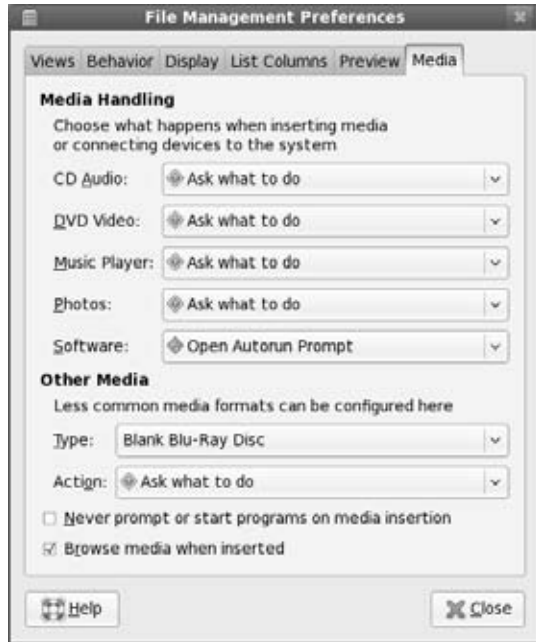 File Management Preferences
Views Behavior Display List Columns Preview Media
Media Handling
Choose what happens when inserting media
or connecting devices to the system
CD Audio: Ask what to do
DVD Video: Ask what to do
Music Player: Ask what to do
Photos: Ask what to do
Software: Open Autorun Prompt
Other Media
Less common media formats can be configured here
Type: Blank Blu-Ray Disc
Action: Ask what to do
Never prompt or start programs on media insertion
Browse media when inserted
Help Close